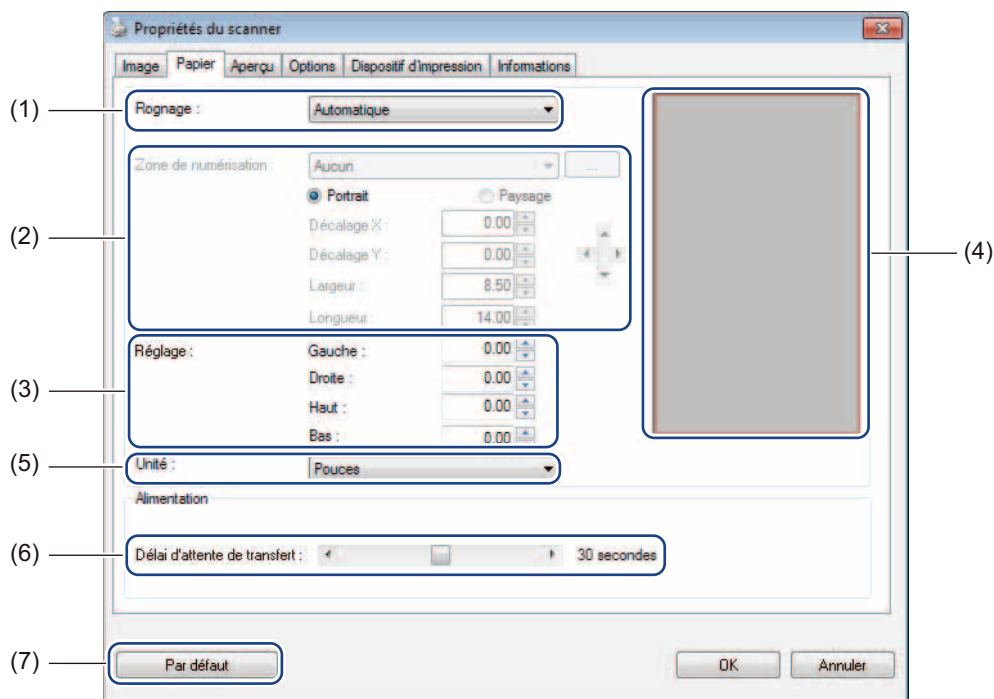 Propriétés du scanner
Image Papier Aperçu Options Dispositif d'impression Informations
(1) Rognage : Automatique
(2) Zone de numérisation : Aucun ...
Portrait Paysage
Décalage X : 0.00
Décalage Y : 0.00
Largeur : 8.50
Longueur : 14.00
(3) Réglage : Gauche : 0.00
Droite : 0.00
Haut : 0.00
Bas : 0.00
(4)
(5) Unité : Pouces
Alimentation
(6) Délai d'attente de transfert : 30 secondes
(7) Par défaut OK Annuler